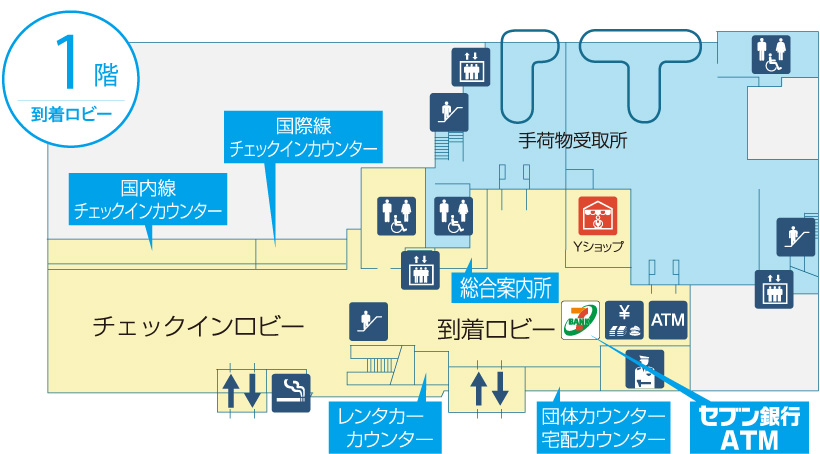 1階
到着ロビー
国際線
チェックインカウンター
手荷物受取所
国内線
チェックインカウンター
Yショップ
総合案内所
チェックインロビー
到着ロビー
7
BANK
¥
ATM
レンタカー
カウンター
団体カウンター
宅配カウンター
セブン銀行
ATM